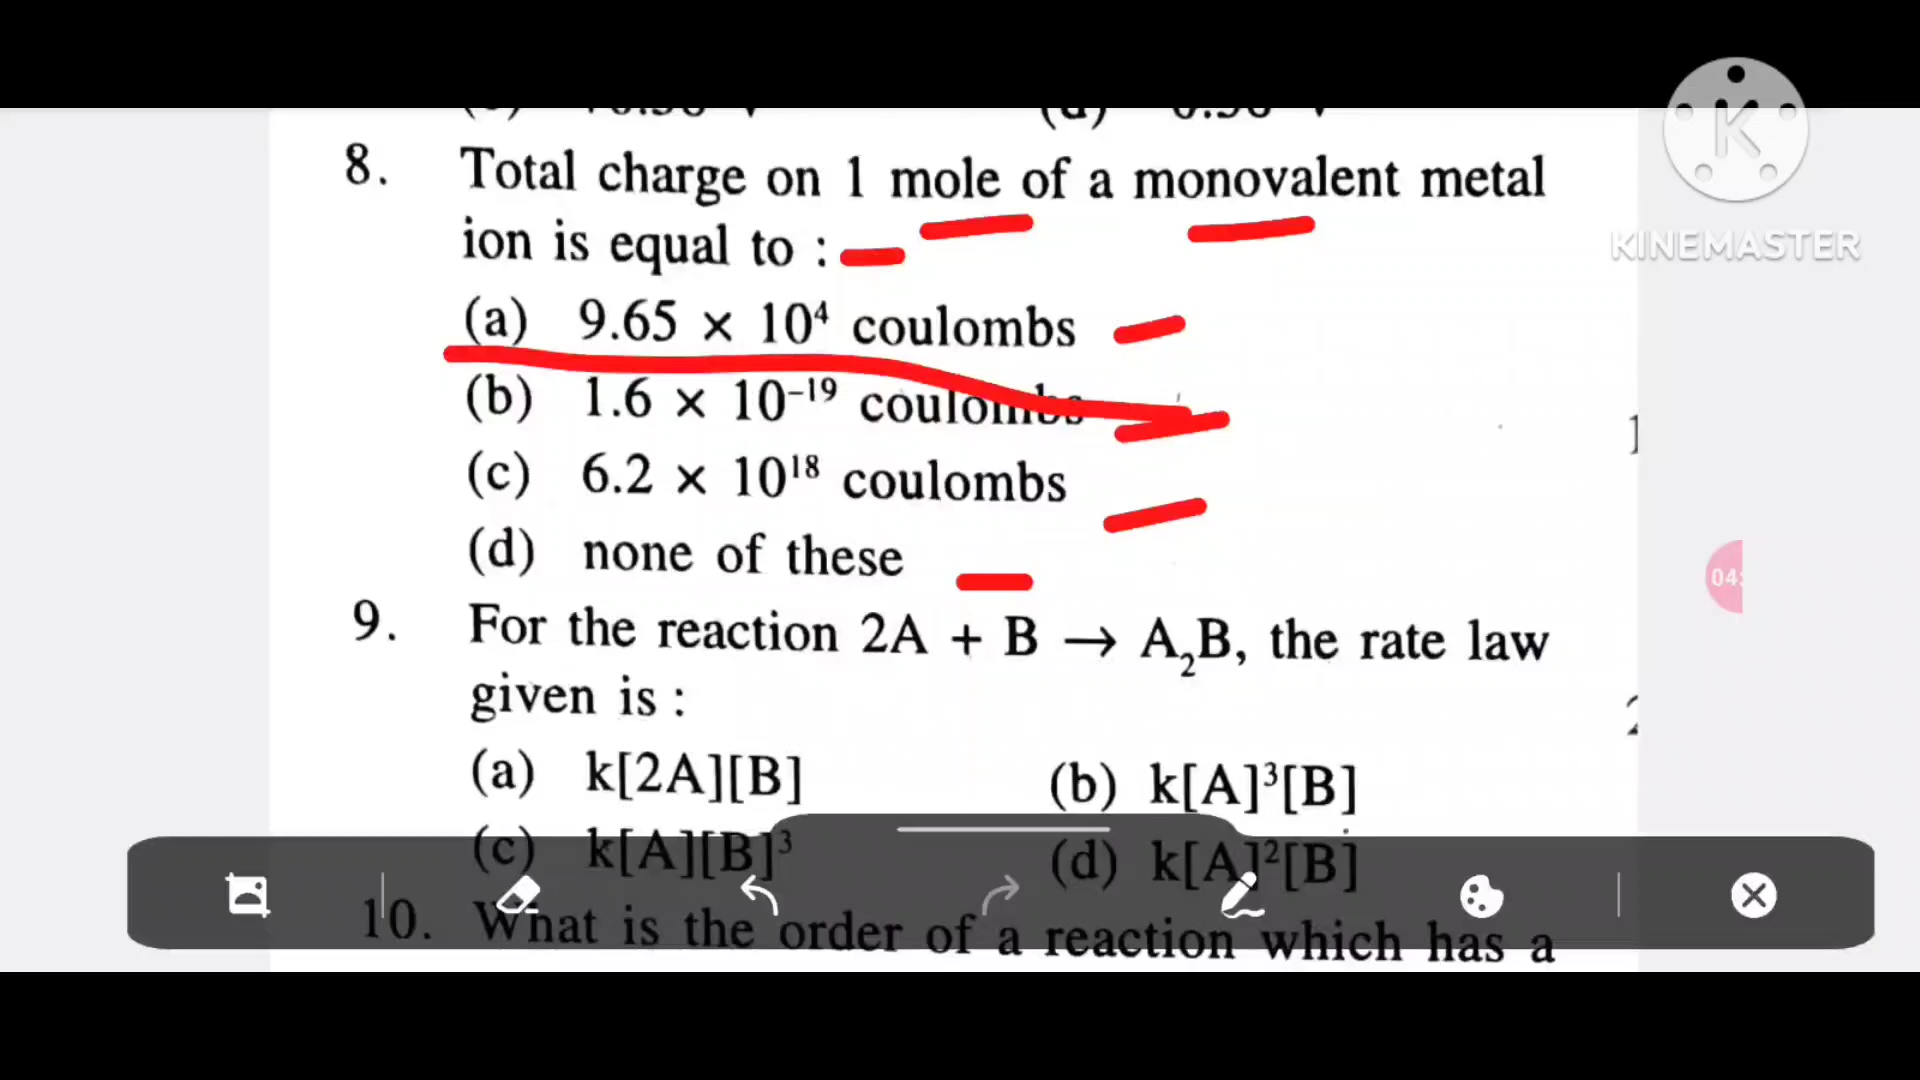 8. Total charge on 1 mole of a monovalent metal
ion is equal to :
(a) 9.65 × 10⁴ coulombs
(b) 1.6 × 10⁻¹⁹ coulombs
(c) 6.2 × 10¹⁸ coulombs
(d) none of these
9. For the reaction 2A + B → A₂B, the rate law
given is :
(a) k[2A][B] (b) k[A]³[B]
(c) k[A][B]³ (d) k[A]²[B]
10. What is the order of a reaction which has a
KINEMASTER